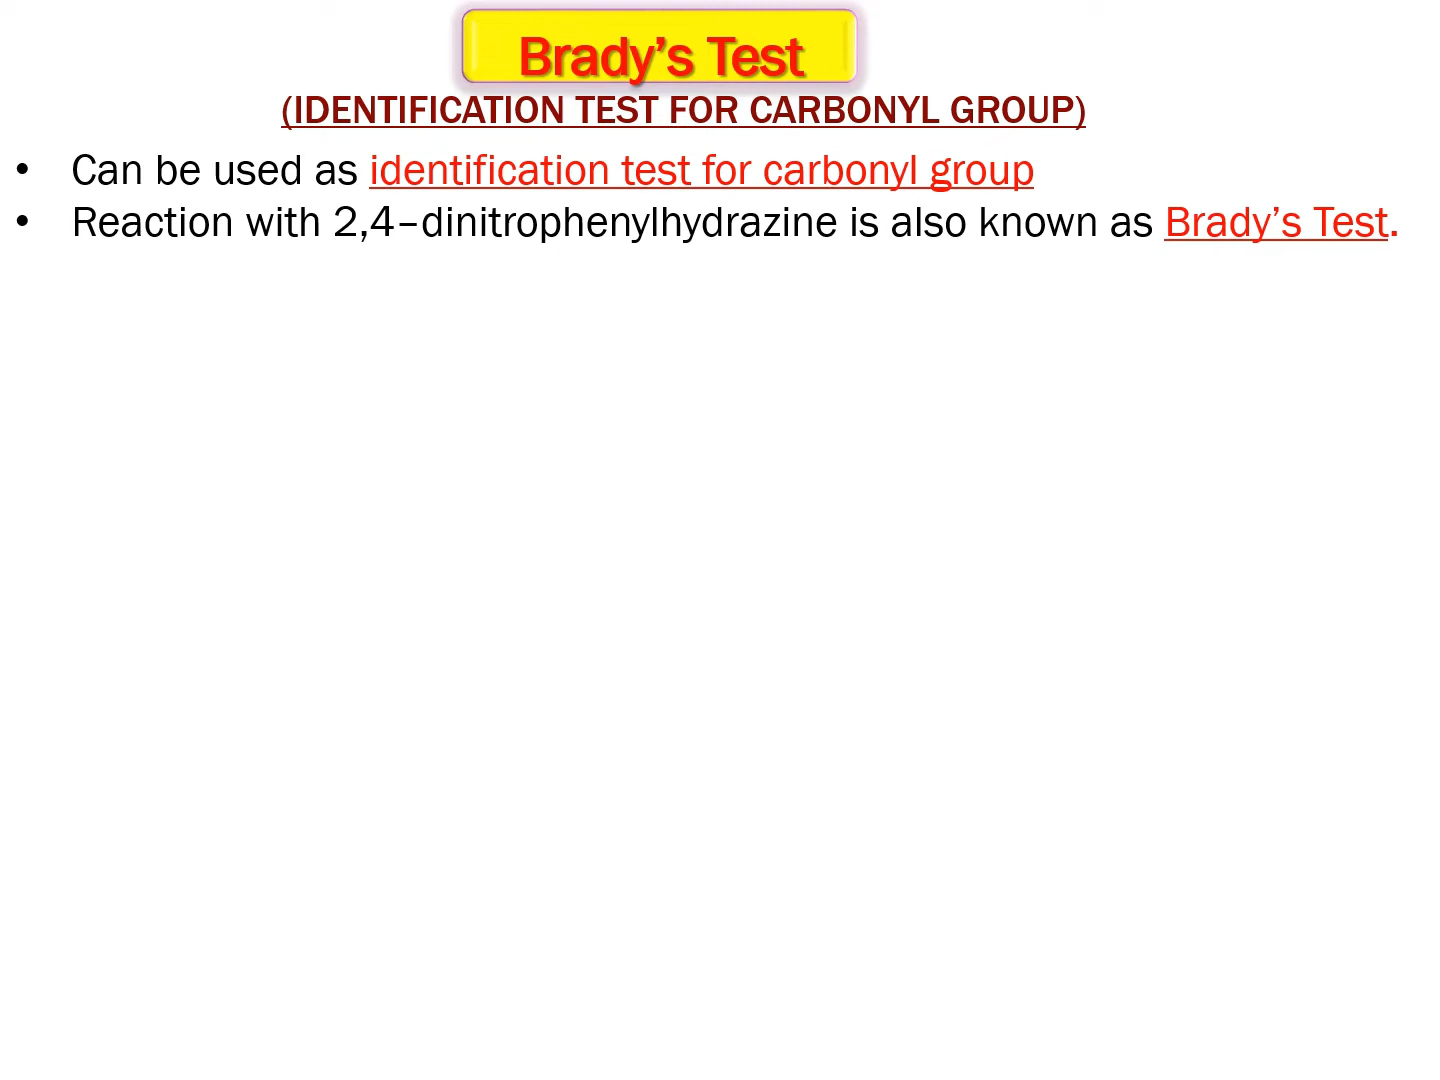 Brady’s Test
(IDENTIFICATION TEST FOR CARBONYL GROUP)
• Can be used as identification test for carbonyl group
• Reaction with 2,4–dinitrophenylhydrazine is also known as Brady’s Test.